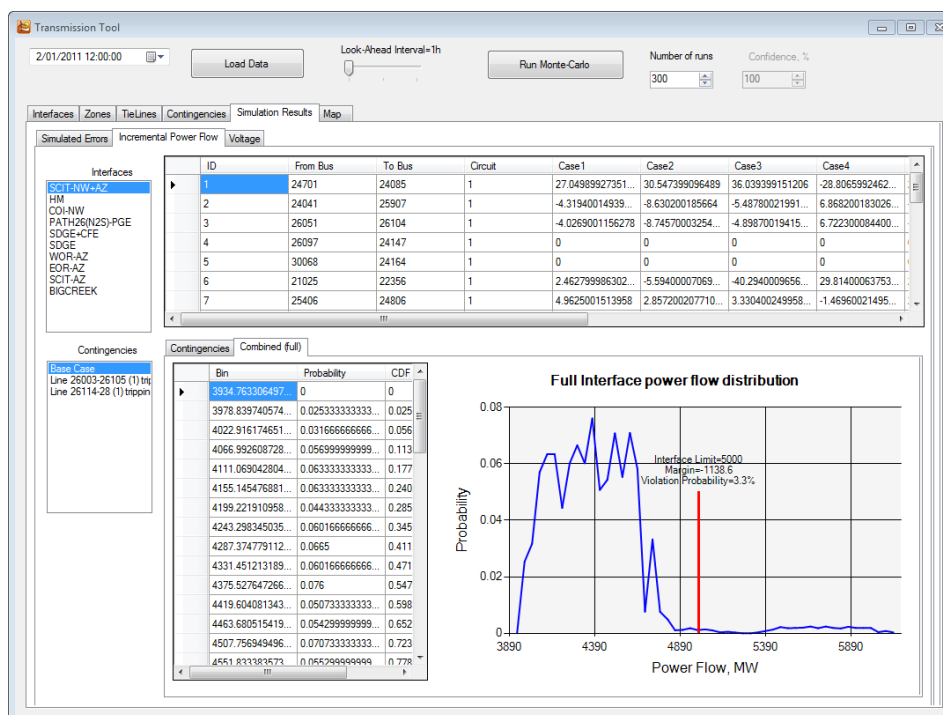 Transmission Tool
2/01/2011 12:00:00
Load Data
Look-Ahead Interval=1h
Run Monte-Carlo
Number of runs
300
Confidence, %
100
Interfaces Zones TieLines Contingencies Simulation Results Map
Simulated Errors Incremental Power Flow Voltage
Interfaces
SCIT-NW+AZ
HM
COI-NW
PATH26(N2S)-PGE
SDGE+CFE
SDGE
WOR-AZ
EOR-AZ
SCIT-AZ
BIGCREEK
ID From Bus To Bus Circuit Case1 Case2 Case3 Case4
1 24701 24085 1 27.04989927351... 30.547399096489 36.039399151206 -28.8065992462...
2 24041 25907 1 -4.31940014939... -8.630200185664 -5.48780021991... 6.868200183026...
3 26051 26104 1 -4.0269001156278 -8.74570003254... -4.89870019415... 6.722300084400...
4 26097 24147 1 0 0 0 0
5 30068 24164 1 0 0 0 0
6 21025 22356 1 2.462799986302... -5.59400007069... -40.2940009656... 29.81400063753...
7 25406 24806 1 4.9625001513958 2.857200207710... 3.330400249958... -1.46960021495...
Contingencies
Base Case
Line 26003-26105 (1) trip
Line 26114-28 (1) trippin
Contingencies Combined (full)
Bin Probability CDF
3934.763306497... 0 0
3978.839740574... 0.025333333333... 0.025
4022.916174651... 0.031666666666... 0.056
4066.992608728... 0.056999999999... 0.113
4111.069042804... 0.063333333333... 0.177
4155.145476881... 0.063333333333... 0.240
4199.221910958... 0.044333333333... 0.285
4243.298345035... 0.060166666666... 0.345
4287.374779112... 0.0665 0.411
4331.451213189... 0.060166666666... 0.471
4375.527647266... 0.076 0.547
4419.604081343... 0.050733333333... 0.598
4463.680515419... 0.054299999999... 0.652
4507.756949496... 0.070733333333... 0.723
4551.833383573 0.055299999999 0.778
Full Interface power flow distribution
0.08
0.06
0.04
0.02
0
Probability
Interface Limit=5000
Margin=-1138.6
Violation Probability=3.3%
3890 4390 4890 5390 5890
Power Flow, MW